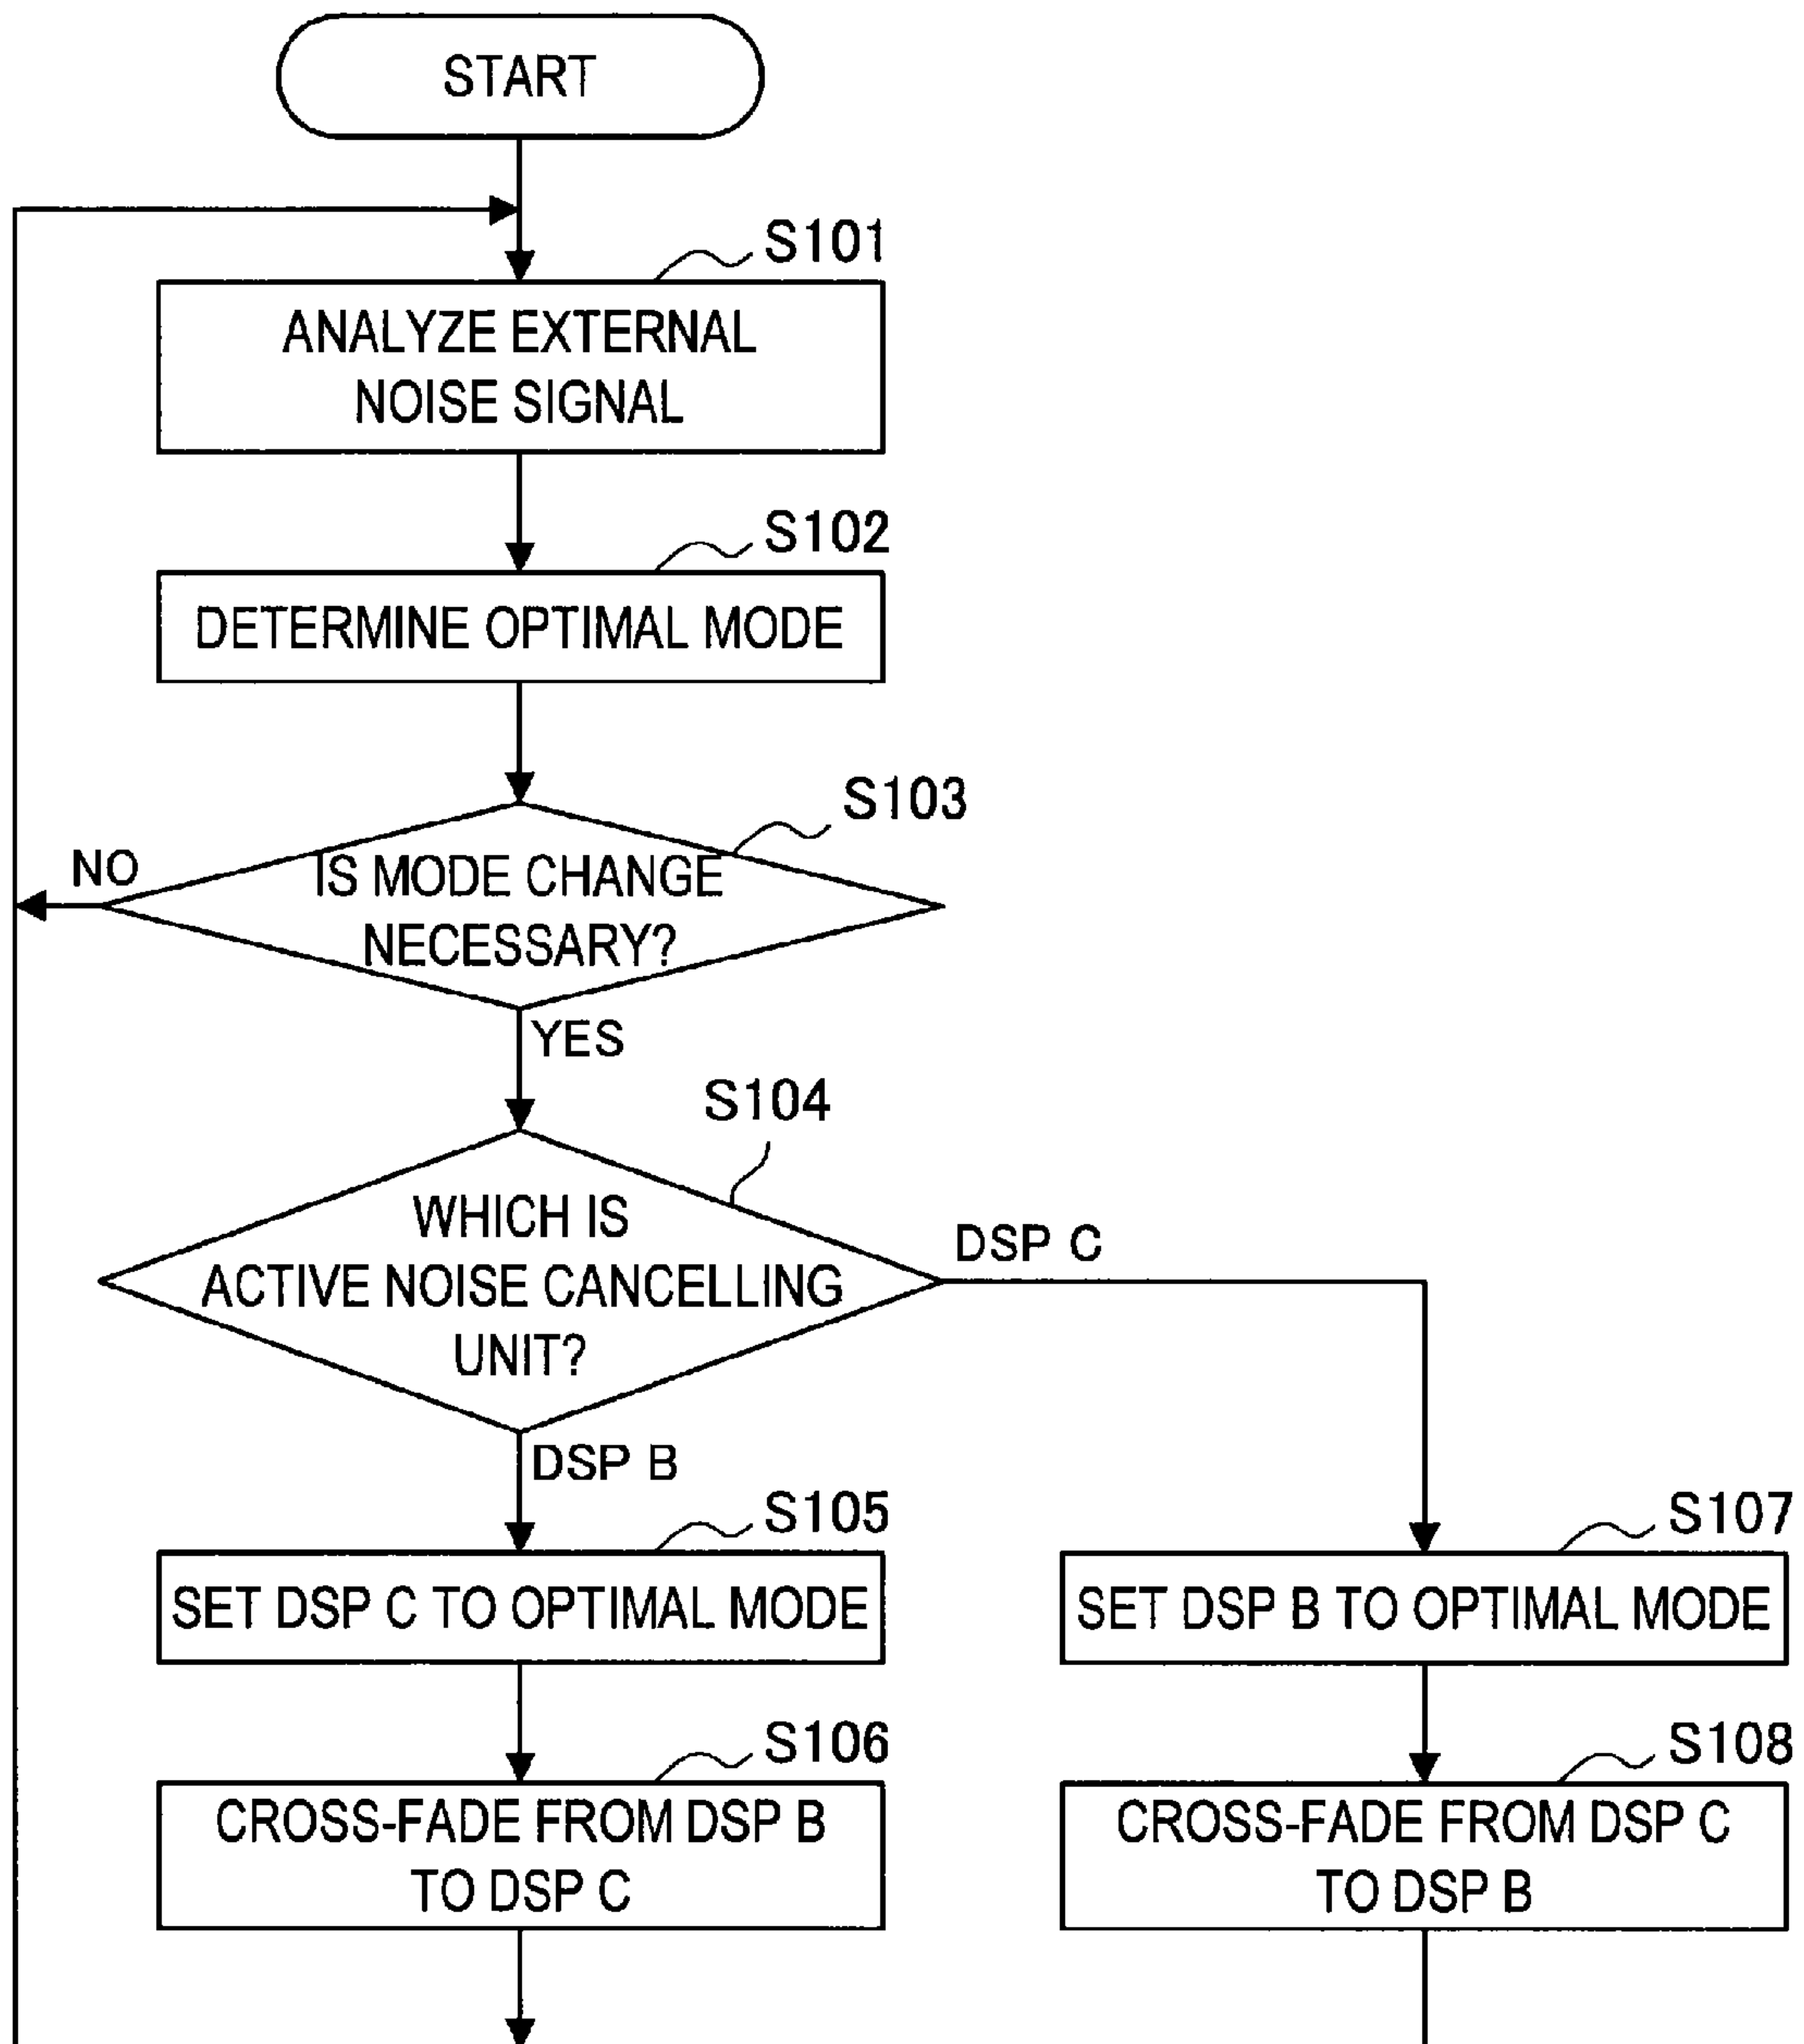 START
S101
ANALYZE EXTERNAL
NOISE SIGNAL
S102
DETERMINE OPTIMAL MODE
S103
NO
IS MODE CHANGE
NECESSARY?
YES
S104
WHICH IS
ACTIVE NOISE CANCELLING
UNIT?
DSP C
DSP B
S105
SET DSP C TO OPTIMAL MODE
S107
SET DSP B TO OPTIMAL MODE
S106
CROSS-FADE FROM DSP B
TO DSP C
S108
CROSS-FADE FROM DSP C
TO DSP B